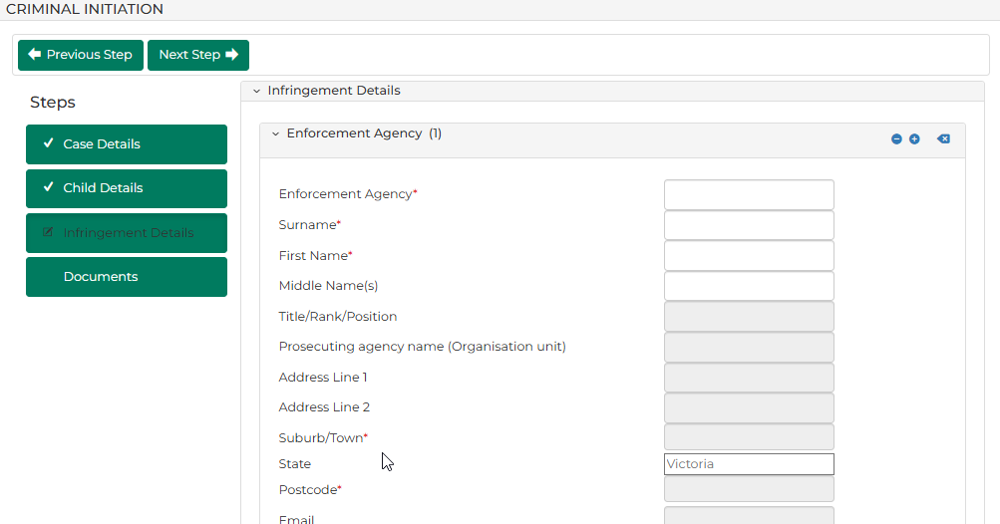 CRIMINAL INITIATION
Previous Step
Next Step
Steps
Case Details
Child Details
Infringement Details
Documents
Infringement Details
Enforcement Agency (1)
Enforcement Agency*
Surname*
First Name*
Middle Name(s)
Title/Rank/Position
Prosecuting agency name (Organisation unit)
Address Line 1
Address Line 2
Suburb/Town*
State
Victoria
Postcode*
Email